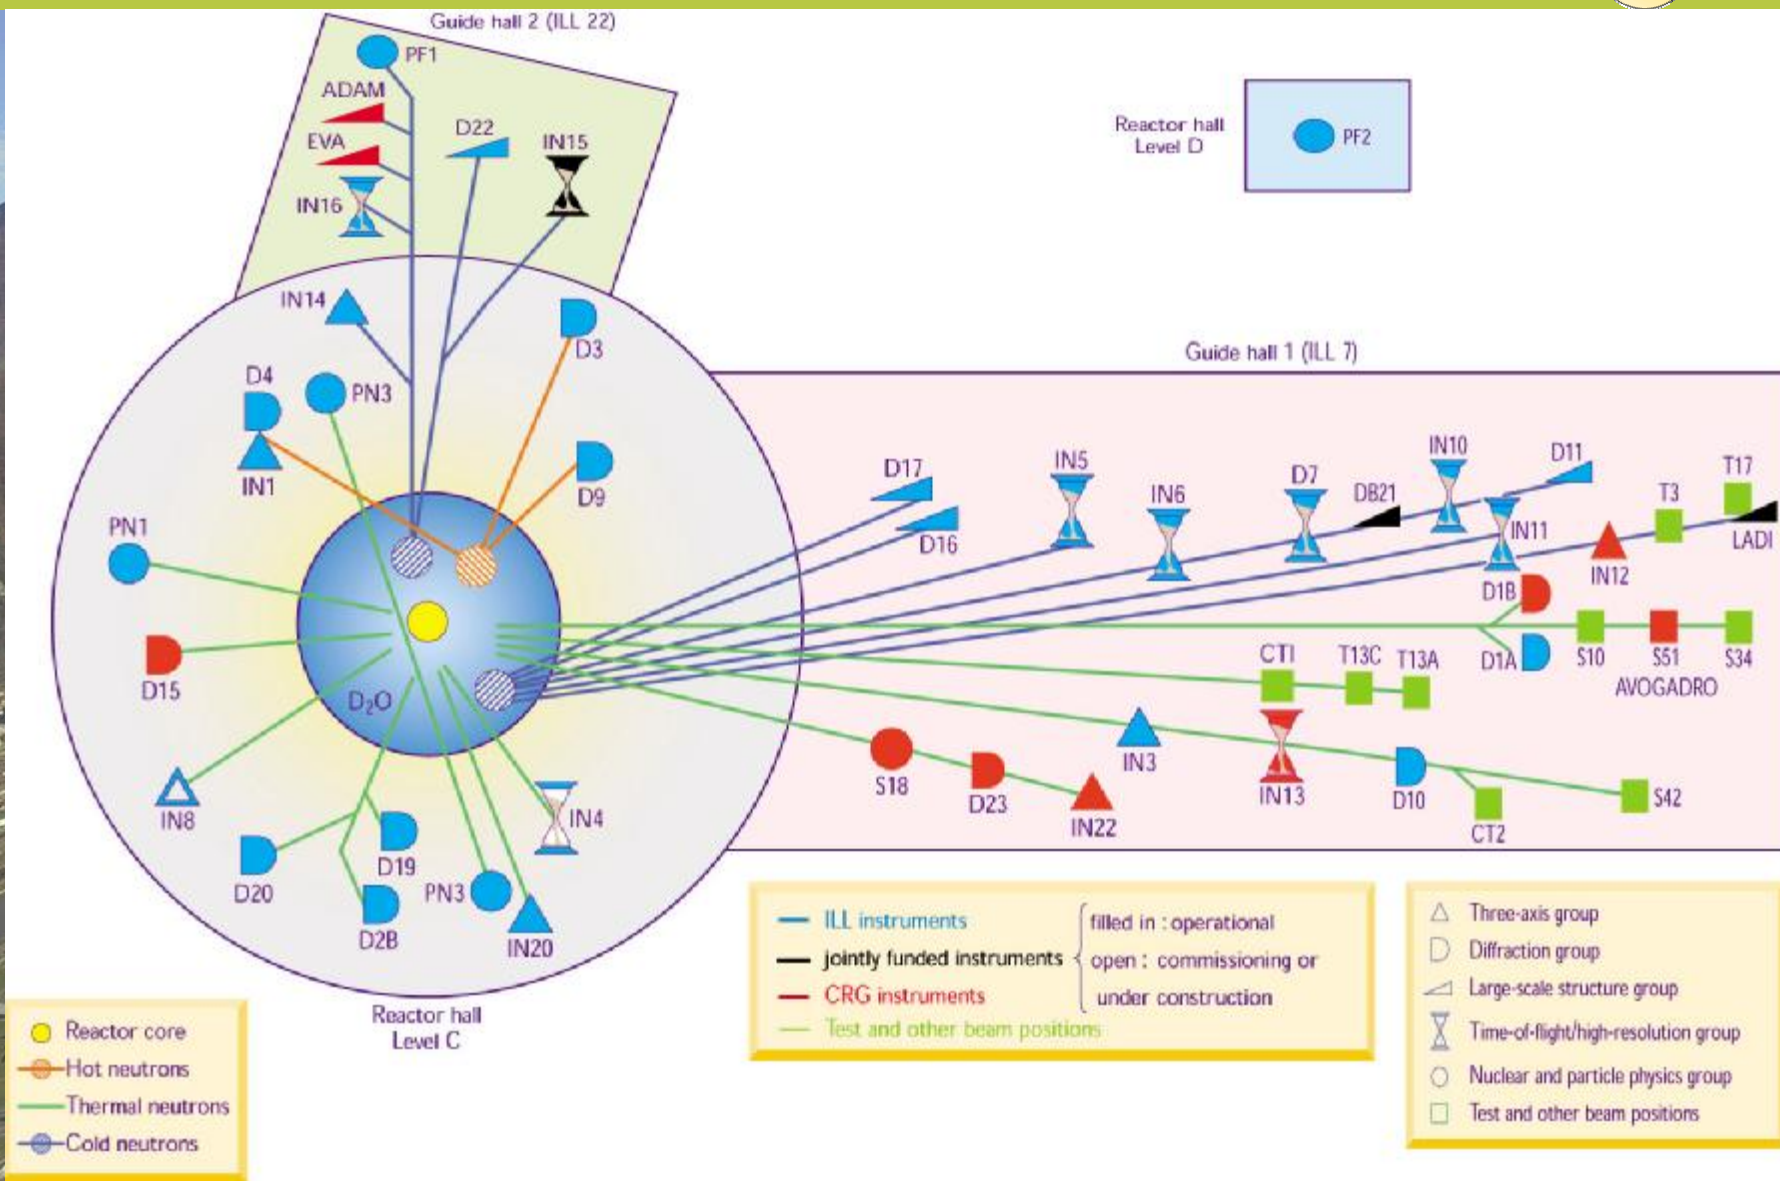 Guide hall 2 (ILL 22)
PF1
ADAM
D22
EVA
IN15
IN16
Reactor hall
Level D
PF2
IN14
D3
Guide hall 1 (ILL 7)
D4
PN3
IN1
D9
D17
IN5
IN6
D7
DB21
IN10
D11
T3
T17
D16
IN11
LADI
IN12
PN1
D1B
D15
D2O
CTI
T13C
T13A
D1A
S10
S51
S34
AVOGADRO
IN8
S18
D23
IN22
IN3
IN13
D10
CT2
S42
IN4
D20
D19
D2B
PN3
IN20
Reactor hall
Level C
Reactor core
Hot neutrons
Thermal neutrons
Cold neutrons
ILL instruments
jointly funded instruments
CRG instruments
Test and other beam positions
filled in : operational
open : commissioning or
under construction
Three-axis group
Diffraction group
Large-scale structure group
Time-of-flight/high-resolution group
Nuclear and particle physics group
Test and other beam positions